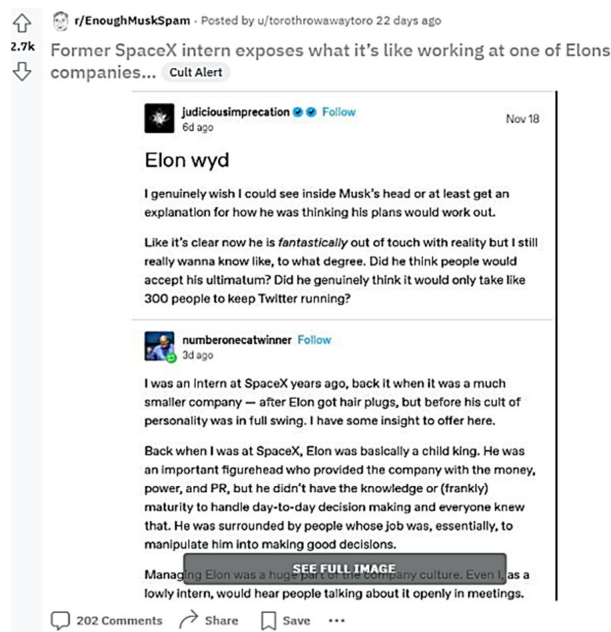 r/EnoughMuskSpam · Posted by u/torothrowawaytoro 22 days ago
2.7k
Former SpaceX intern exposes what it's like working at one of Elons
companies... Cult Alert
judiciousimprecation Follow
6d ago
Nov 18
Elon wyd
I genuinely wish I could see inside Musk's head or at least get an
explanation for how he was thinking his plans would work out.
Like it's clear now he is fantastically out of touch with reality but I still
really wanna know like, to what degree. Did he think people would
accept his ultimatum? Did he genuinely think it would only take like
300 people to keep Twitter running?
numberonecatwinner Follow
3d ago
I was an intern at SpaceX years ago, back it when it was a much
smaller company — after Elon got hair plugs, but before his cult of
personality was in full swing. I have some insight to offer here.
Back when I was at SpaceX, Elon was basically a child king. He was
an important figurehead who provided the company with the money,
power, and PR, but he didn't have the knowledge or (frankly)
maturity to handle day-to-day decision making and everyone knew
that. He was surrounded by people whose job was, essentially, to
manipulate him into making good decisions.
SEE FULL IMAGE
Managing Elon was a huge part of the company culture. Even I, as a
lowly intern, would hear people talking about it openly in meetings.
202 Comments Share Save ...